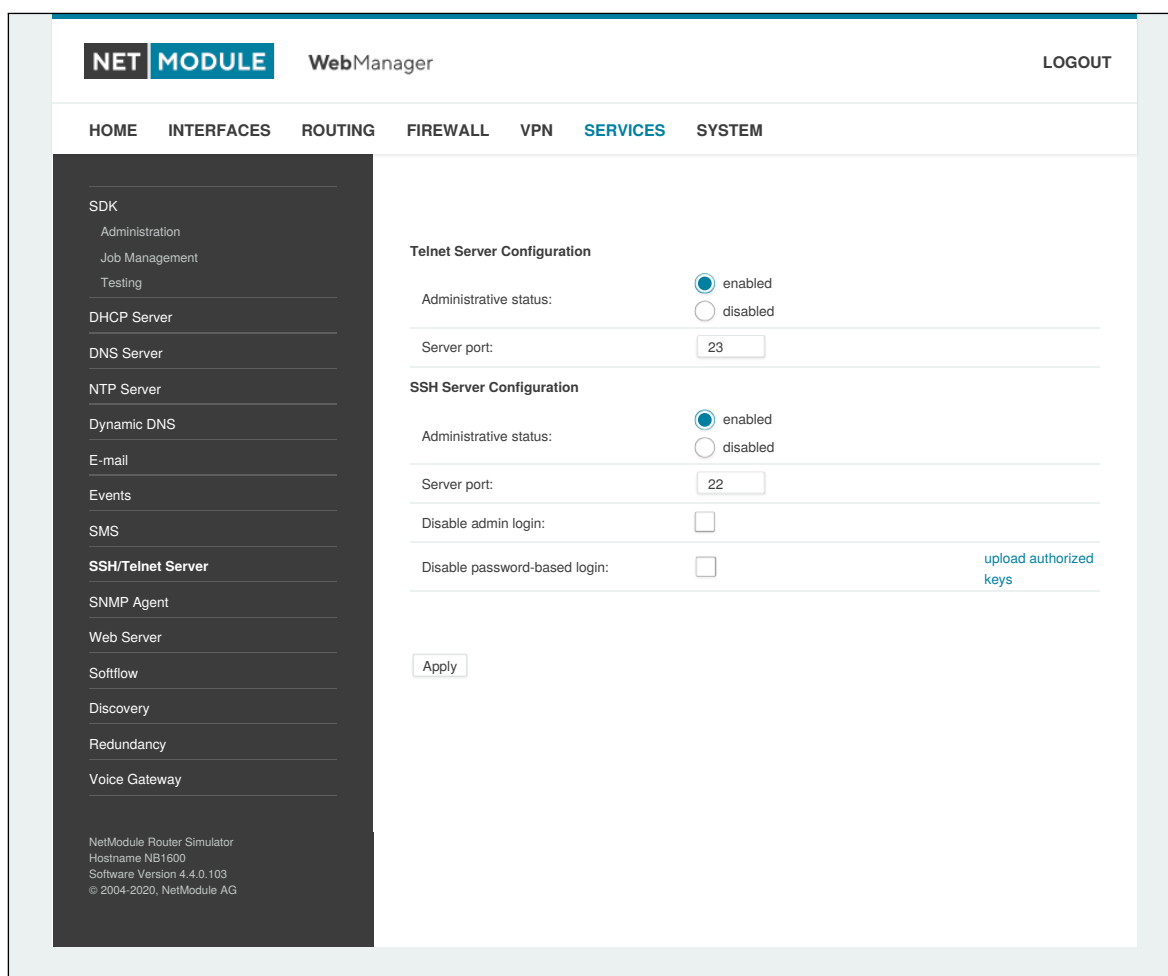 NET MODULE WebManager LOGOUT
HOME INTERFACES ROUTING FIREWALL VPN SERVICES SYSTEM
SDK
Administration
Job Management
Testing
DHCP Server
DNS Server
NTP Server
Dynamic DNS
E-mail
Events
SMS
SSH/Telnet Server
SNMP Agent
Web Server
Softflow
Discovery
Redundancy
Voice Gateway
NetModule Router Simulator
Hostname NB1600
Software Version 4.4.0.103
© 2004-2020, NetModule AG
Telnet Server Configuration
Administrative status:
enabled
disabled
Server port: 23
SSH Server Configuration
Administrative status:
enabled
disabled
Server port: 22
Disable admin login:
Disable password-based login:
upload authorized
keys
Apply